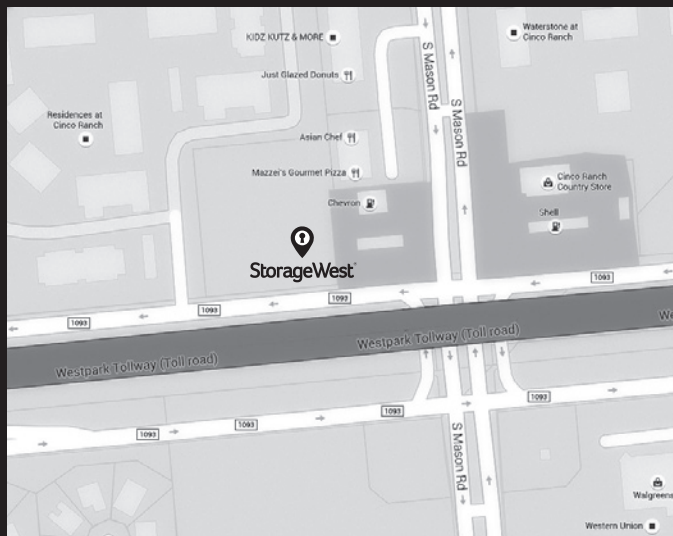 KIDZ KUTZ & MORE
Waterstone at
Cinco Ranch
Just Glazed Donuts
S Mason Rd
S Mason Rd
Residences at
Cinco Ranch
Asian Chef
Mazzei's Gourmet Pizza
Cinco Ranch
Country Store
Chevron
Shell
StorageWest
1093
1093
1093
1093
We
Westpark Tollway (Toll road)
Westpark Tollway (Toll road)
1093
1093
1093
1093
S Mason Rd
Walgreens
Western Union